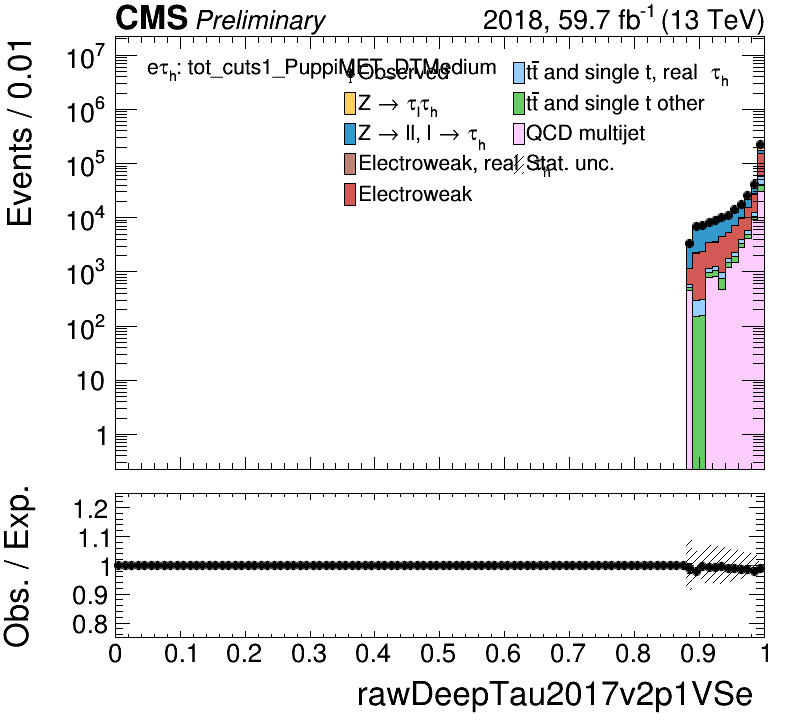 CMS Preliminary 2018, 59.7 fb⁻¹ (13 TeV)
Events / 0.01
10⁷
10⁶
10⁵
10⁴
10³
10²
10
1
eτh: tot_cuts1_PuppiMET_DTMedium
Observed
Z → τlτh
Z → ll, l → τh
Electroweak, real τh
Electroweak
tt̄ and single t, real τh
tt̄ and single t other
QCD multijet
Stat. unc.
Obs. / Exp.
1.2
1.1
1
0.9
0.8
0 0.1 0.2 0.3 0.4 0.5 0.6 0.7 0.8 0.9 1
rawDeepTau2017v2p1VSe